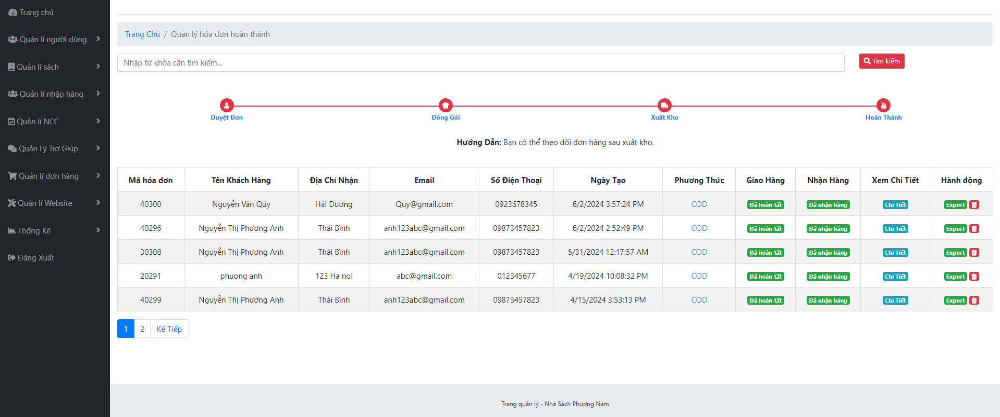 Trang chủ
Quản lí người dùng
Quản lí sách
Quản lí nhập hàng
Quản lí NCC
Quản Lý Trợ Giúp
Quản lí đơn hàng
Quản lí Website
Thống Kê
Đăng Xuất
Trang Chủ / Quản lý hóa đơn hoàn thành
Nhập từ khóa cần tìm kiếm...
Tìm kiếm
Duyệt Đơn Đóng Gói Xuất Kho Hoàn Thành
Hướng Dẫn: Bạn có thể theo dõi đơn hàng sau xuất kho.
Mã hóa đơn Tên Khách Hàng Địa Chỉ Nhận Email Số Điện Thoại Ngày Tạo Phương Thức Giao Hàng Nhận Hàng Xem Chi Tiết Hành động
40300 Nguyễn Văn Qúy Hải Dương Quy@gmail.com 0923678345 6/2/2024 3:57:24 PM COD Đã hoàn tất Đã nhận hàng Chi Tiết Export
40296 Nguyễn Thị Phương Anh Thái Bình anh123abc@gmail.com 09873457823 6/2/2024 2:52:49 PM COD Đã hoàn tất Đã nhận hàng Chi Tiết Export
30308 Nguyễn Thị Phương Anh Thái Bình anh123abc@gmail.com 09873457823 5/31/2024 12:17:57 AM COD Đã hoàn tất Đã nhận hàng Chi Tiết Export
20291 phuong anh 123 Ha noi abc@gmail.com 012345677 4/19/2024 10:08:32 PM COD Đã hoàn tất Đã nhận hàng Chi Tiết Export
40299 Nguyễn Thị Phương Anh Thái Bình anh123abc@gmail.com 09873457823 4/15/2024 3:53:13 PM COD Đã hoàn tất Đã nhận hàng Chi Tiết Export
1 2 Kế Tiếp
Trang quản lý - Nhà Sách Phương Nam